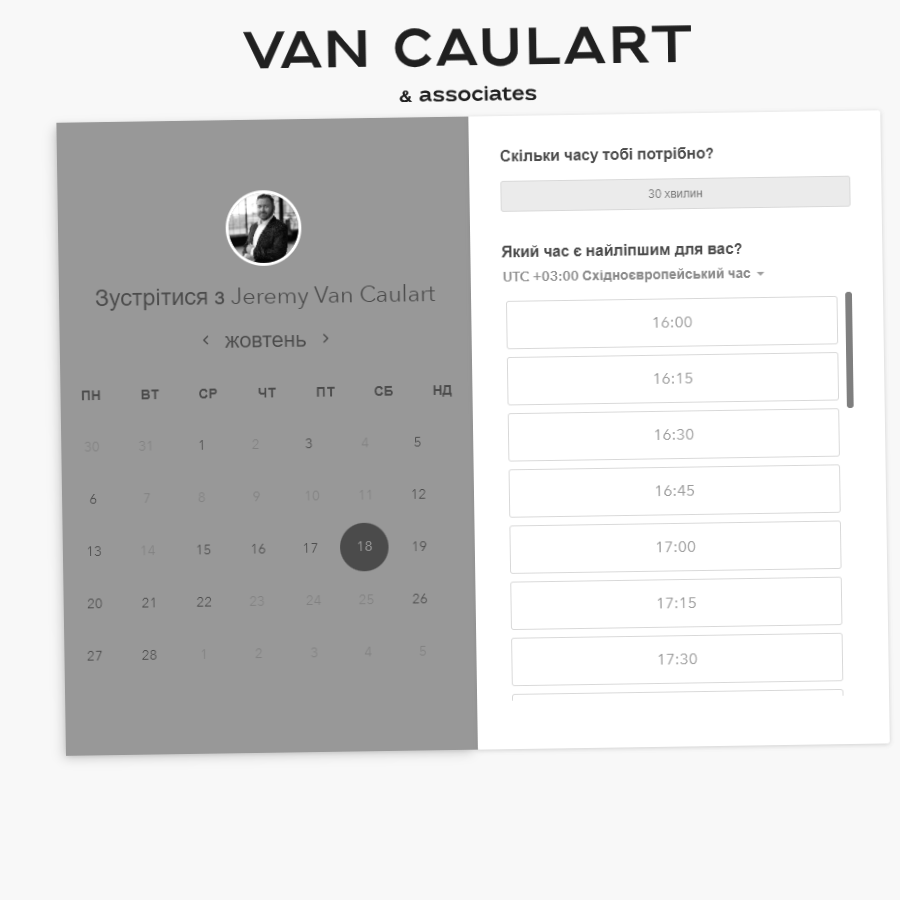 VAN CAULART
& associates
Зустрітися з Jeremy Van Caulart
жовтень
ПН ВТ СР ЧТ ПТ СБ НД
30 31 1 2 3 4 5
6 7 8 9 10 11 12
13 14 15 16 17 18 19
20 21 22 23 24 25 26
27 28 1 2 3 4 5
Скільки часу тобі потрібно?
30 хвилин
Який час є найліпшим для вас?
UTC +03:00 Східноєвропейський час
16:00
16:15
16:30
16:45
17:00
17:15
17:30